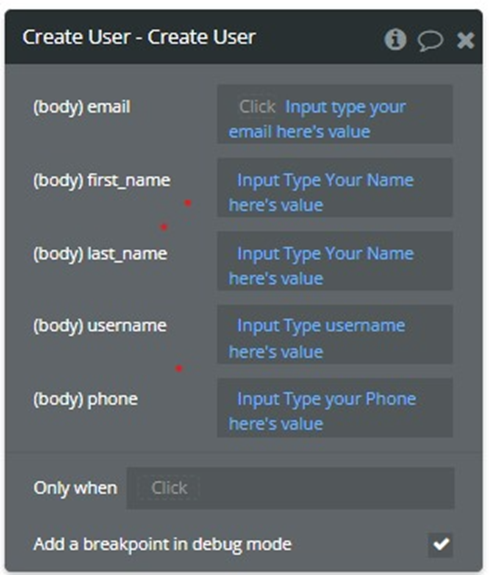 Create User - Create User
(body) email
Click Input type your
email here's value
(body) first_name
Input Type Your Name
here's value
(body) last_name
Input Type Your Name
here's value
(body) username
Input Type username
here's value
(body) phone
Input Type your Phone
here's value
Only when Click
Add a breakpoint in debug mode